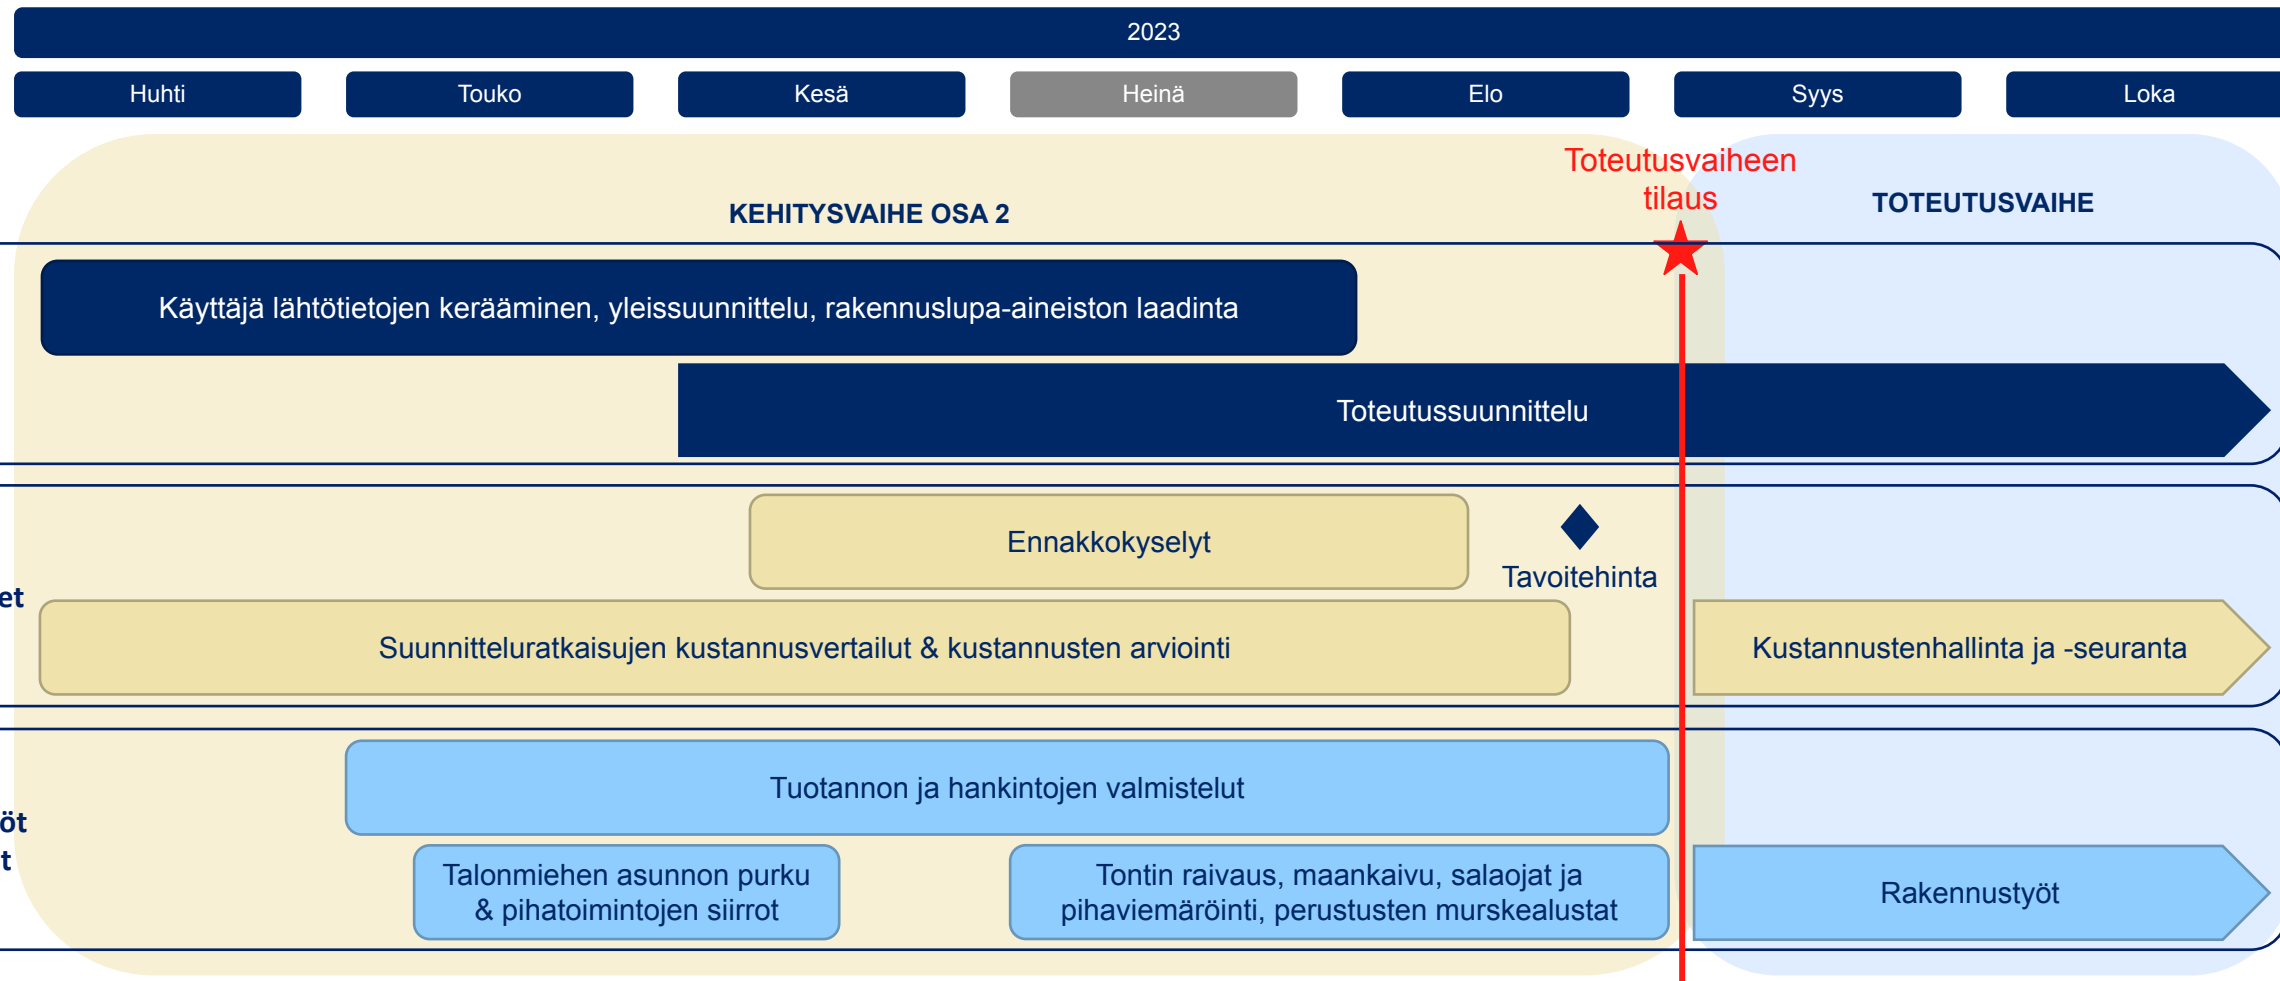 2023
Huhti
Touko
Kesä
Heinä
Elo
Syys
Loka
Toteutusvaiheen
tilaus
KEHITYSVAIHE OSA 2
TOTEUTUSVAIHE
Käyttäjä lähtötietojen kerääminen, yleissuunnittelu, rakennuslupa-aineiston laadinta
Toteutussuunnittelu
Ennakkokyselyt
Tavoitehinta
et
Suunnitteluratkaisujen kustannusvertailut & kustannusten arviointi
Kustannustenhallinta ja -seuranta
Tuotannon ja hankintojen valmistelut
öt
t
Talonmiehen asunnon purku
& pihatoimintojen siirrot
Tontin raivaus, maankaivu, salaojat ja
pihaviemäröinti, perustusten murskealustat
Rakennustyöt